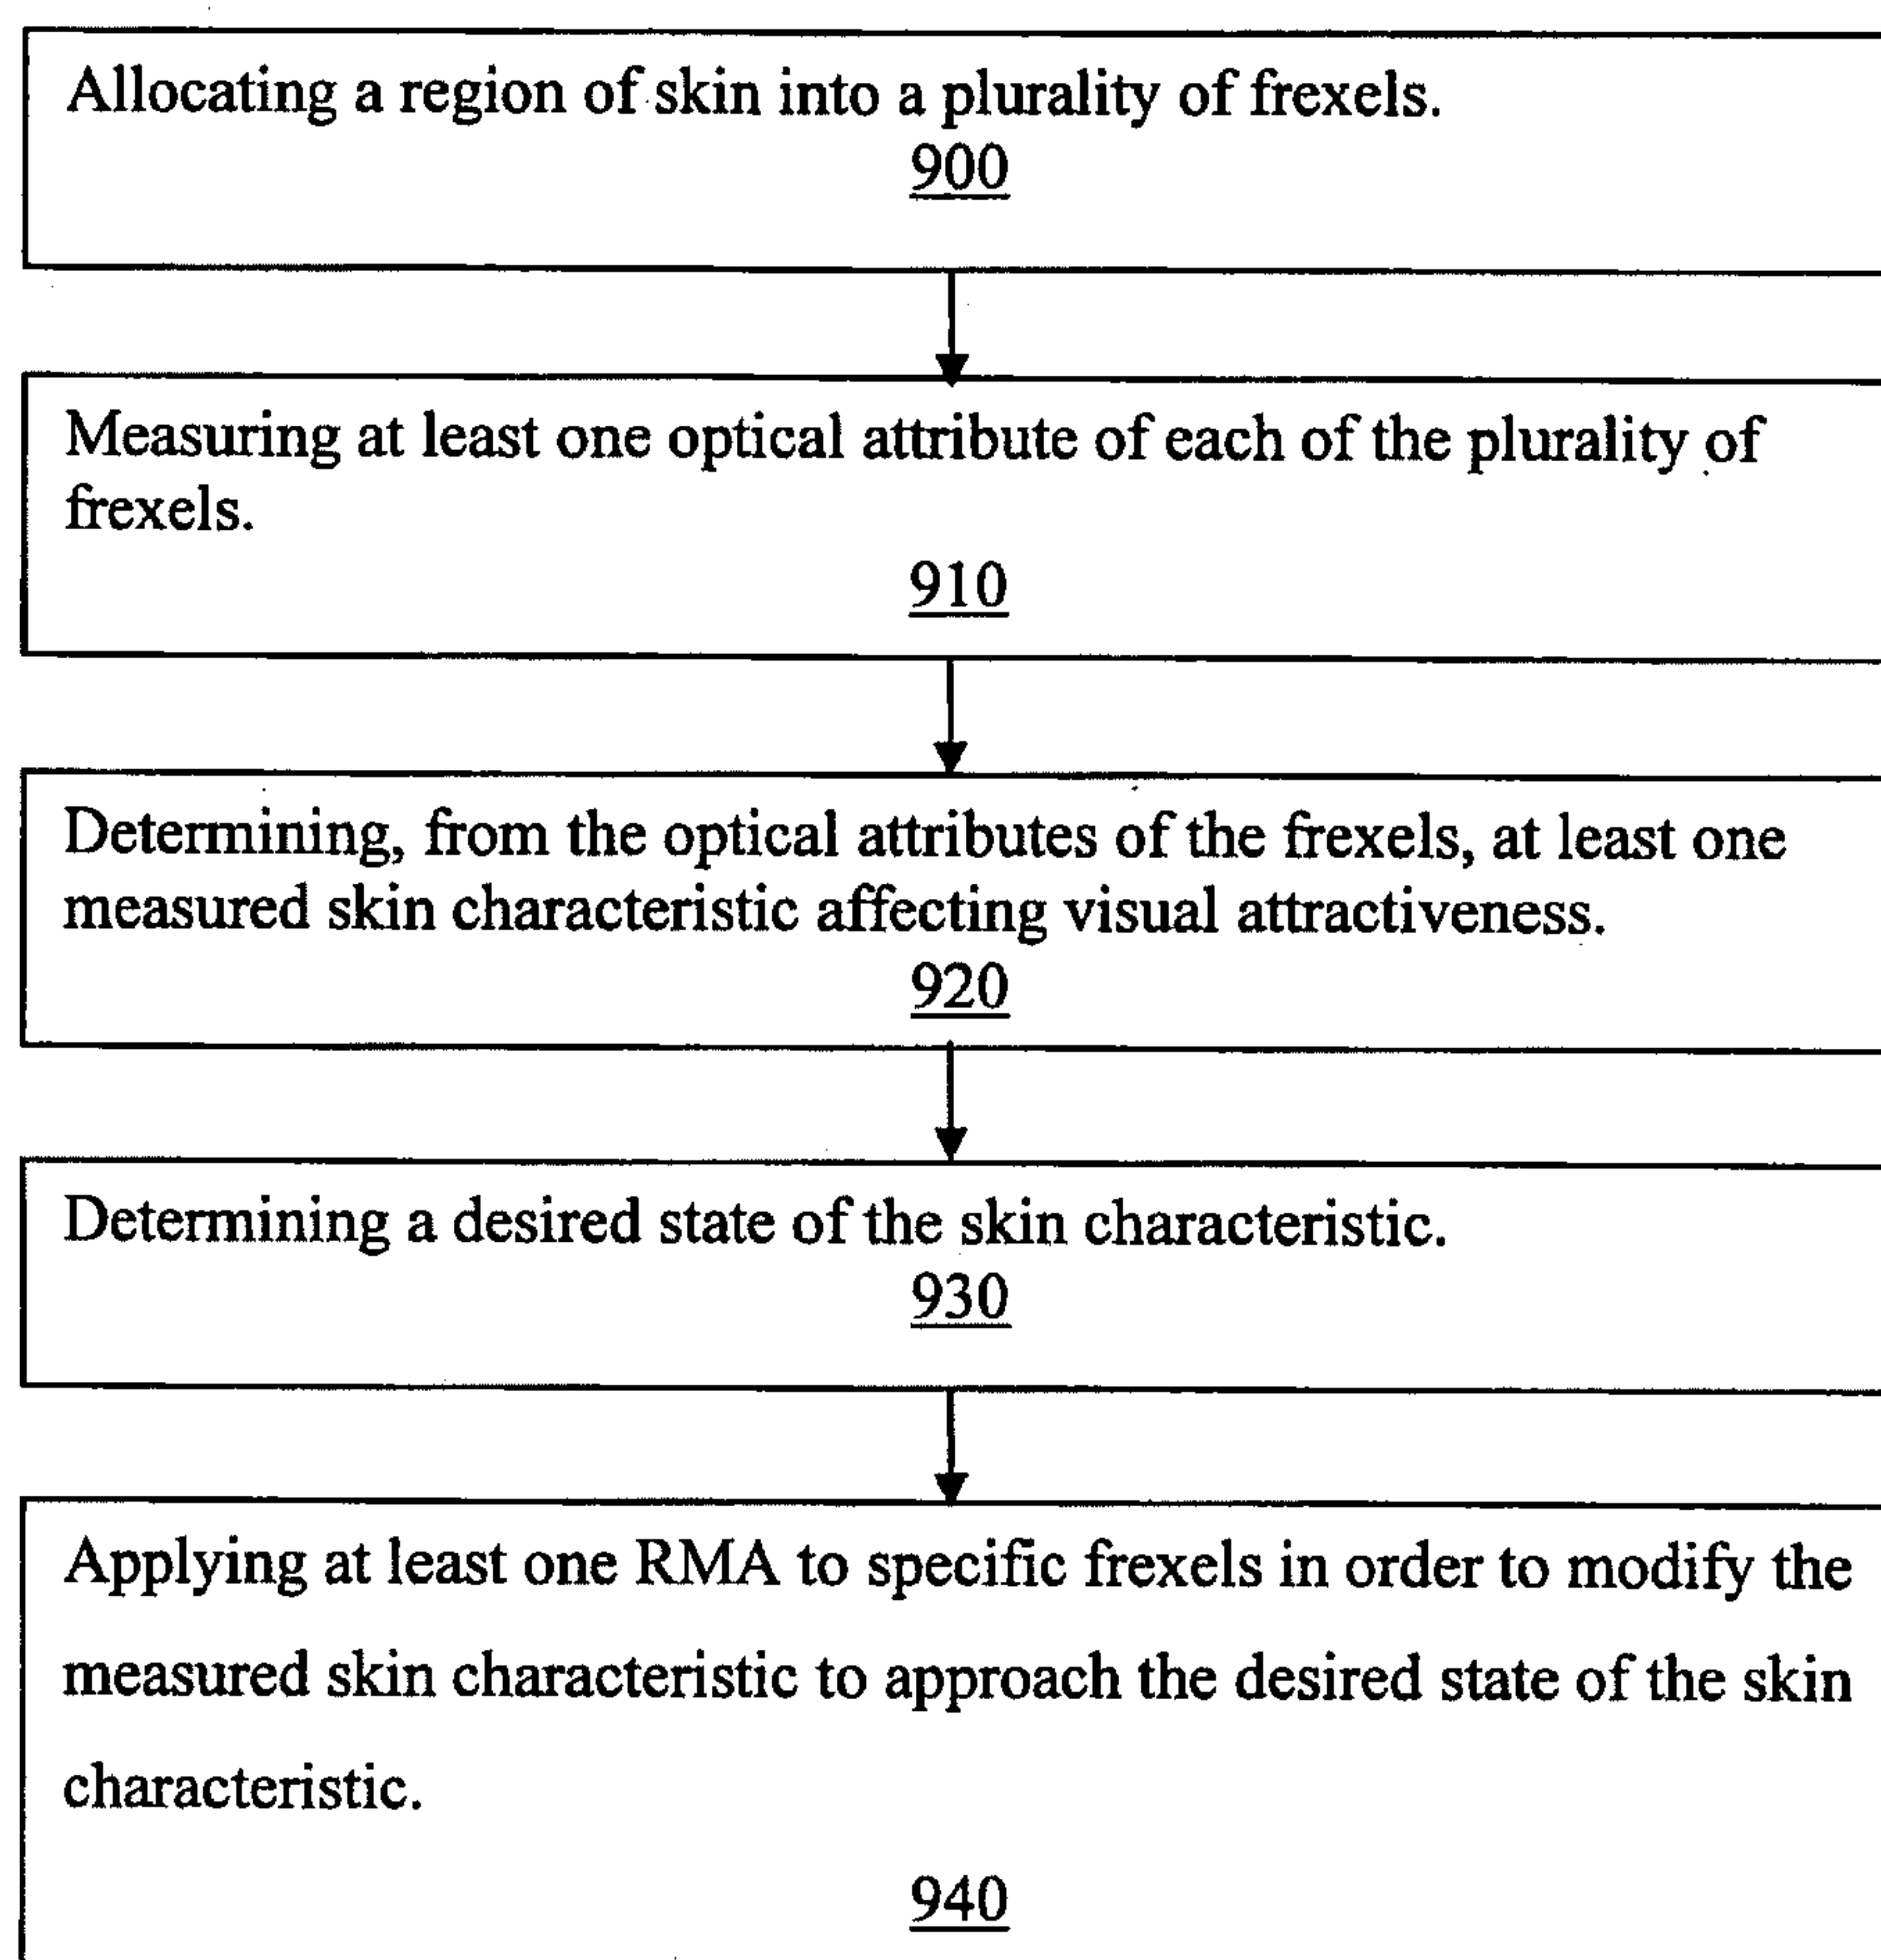 Allocating a region of skin into a plurality of frexels.
900
Measuring at least one optical attribute of each of the plurality of
frexels.
910
Determining, from the optical attributes of the frexels, at least one
measured skin characteristic affecting visual attractiveness.
920
Determining a desired state of the skin characteristic.
930
Applying at least one RMA to specific frexels in order to modify the
measured skin characteristic to approach the desired state of the skin
characteristic.
940